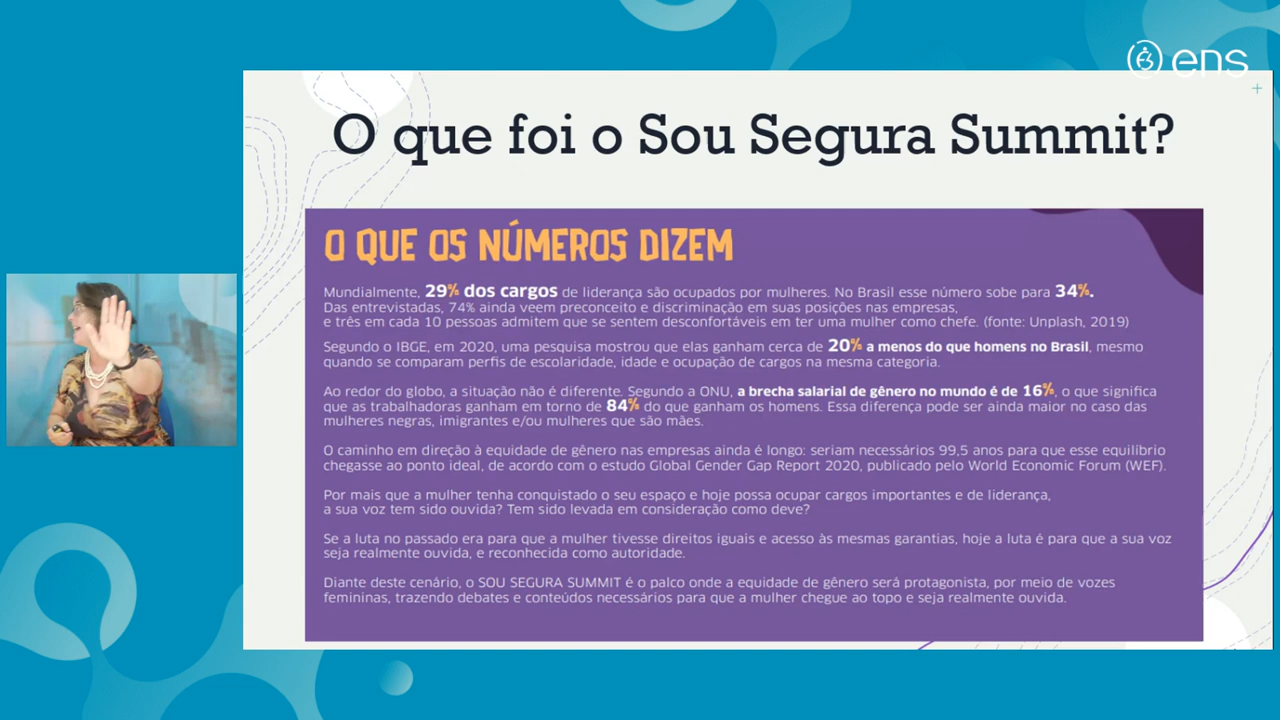 ens
O que foi o Sou Segura Summit?
O QUE OS NÚMEROS DIZEM
Mundialmente, 29% dos cargos de liderança são ocupados por mulheres. No Brasil esse número sobe para 34%.
Das entrevistadas, 74% ainda veem preconceito e discriminação em suas posições nas empresas,
e três em cada 10 pessoas admitem que se sentem desconfortáveis em ter uma mulher como chefe. (fonte: Unplash, 2019)
Segundo o IBGE, em 2020, uma pesquisa mostrou que elas ganham cerca de 20% a menos do que homens no Brasil, mesmo
quando se comparam perfis de escolaridade, idade e ocupação de cargos na mesma categoria.
Ao redor do globo, a situação não é diferente. Segundo a ONU, a brecha salarial de gênero no mundo é de 16%, o que significa
que as trabalhadoras ganham em torno de 84% do que ganham os homens. Essa diferença pode ser ainda maior no caso das
mulheres negras, imigrantes e/ou mulheres que são mães.
O caminho em direção à equidade de gênero nas empresas ainda é longo: seriam necessários 99,5 anos para que esse equilíbrio
chegasse ao ponto ideal, de acordo com o estudo Global Gender Gap Report 2020, publicado pelo World Economic Forum (WEF).
Por mais que a mulher tenha conquistado o seu espaço e hoje possa ocupar cargos importantes e de liderança,
a sua voz tem sido ouvida? Tem sido levada em consideração como deve?
Se a luta no passado era para que a mulher tivesse direitos iguais e acesso às mesmas garantias, hoje a luta é para que a sua voz
seja realmente ouvida, e reconhecida como autoridade.
Diante deste cenário, o SOU SEGURA SUMMIT é o palco onde a equidade de gênero será protagonista, por meio de vozes
femininas, trazendo debates e conteúdos necessários para que a mulher chegue ao topo e seja realmente ouvida.